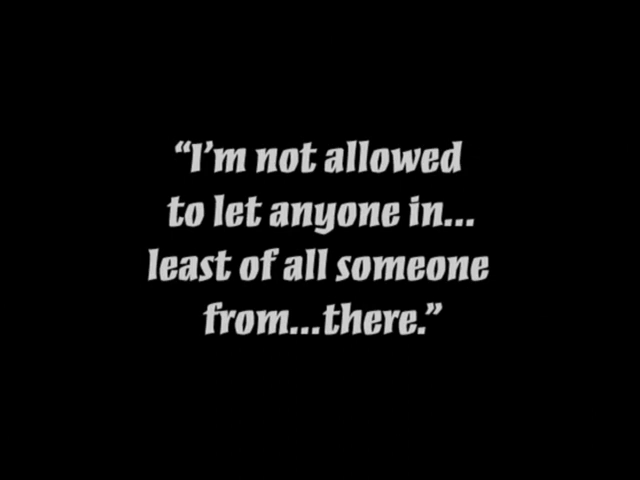 “I’m not allowed
to let anyone in...
least of all someone
from...there.”